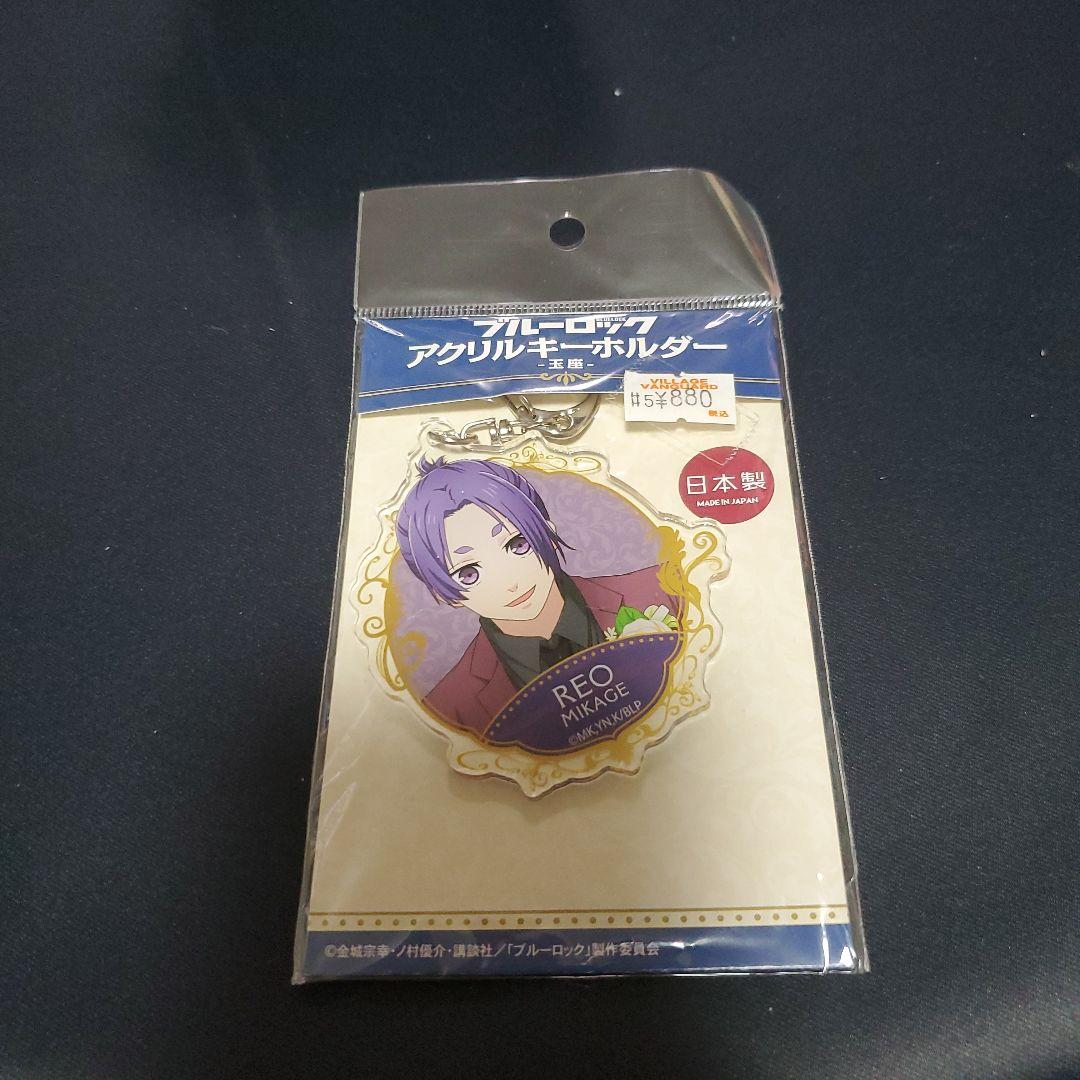 ブルーロック
アクリルキーホルダー
-玉座-
VILLAGE
VANGUARD
#5¥880
税込
日本製
MADE IN JAPAN
REO
MIKAGE
©MK,YN,K/BLP
©金城宗幸・ノ村優介・講談社／「ブルーロック」製作委員会